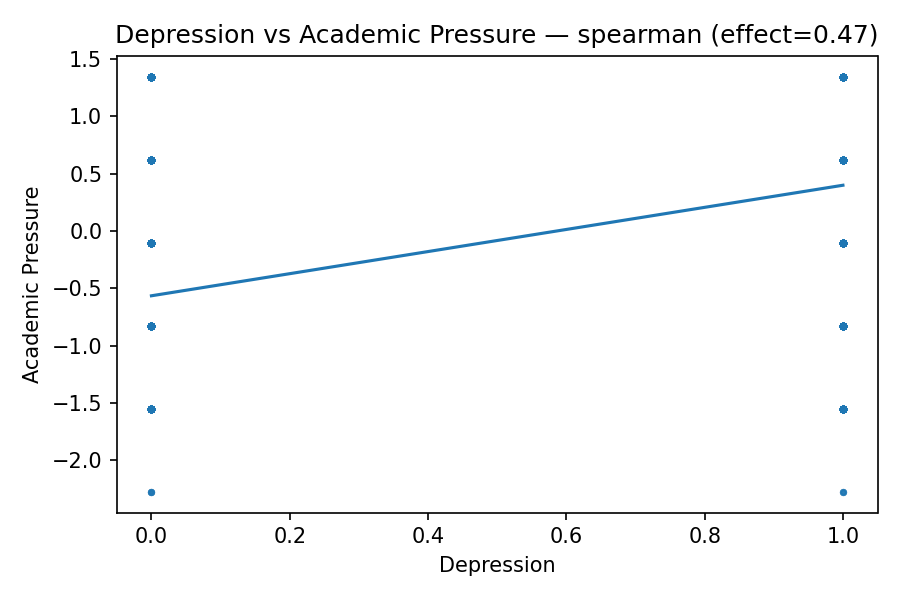 Depression vs Academic Pressure — spearman (effect=0.47)
Academic Pressure
1.5
1.0
0.5
0.0
−0.5
−1.0
−1.5
−2.0
0.0 0.2 0.4 0.6 0.8 1.0
Depression